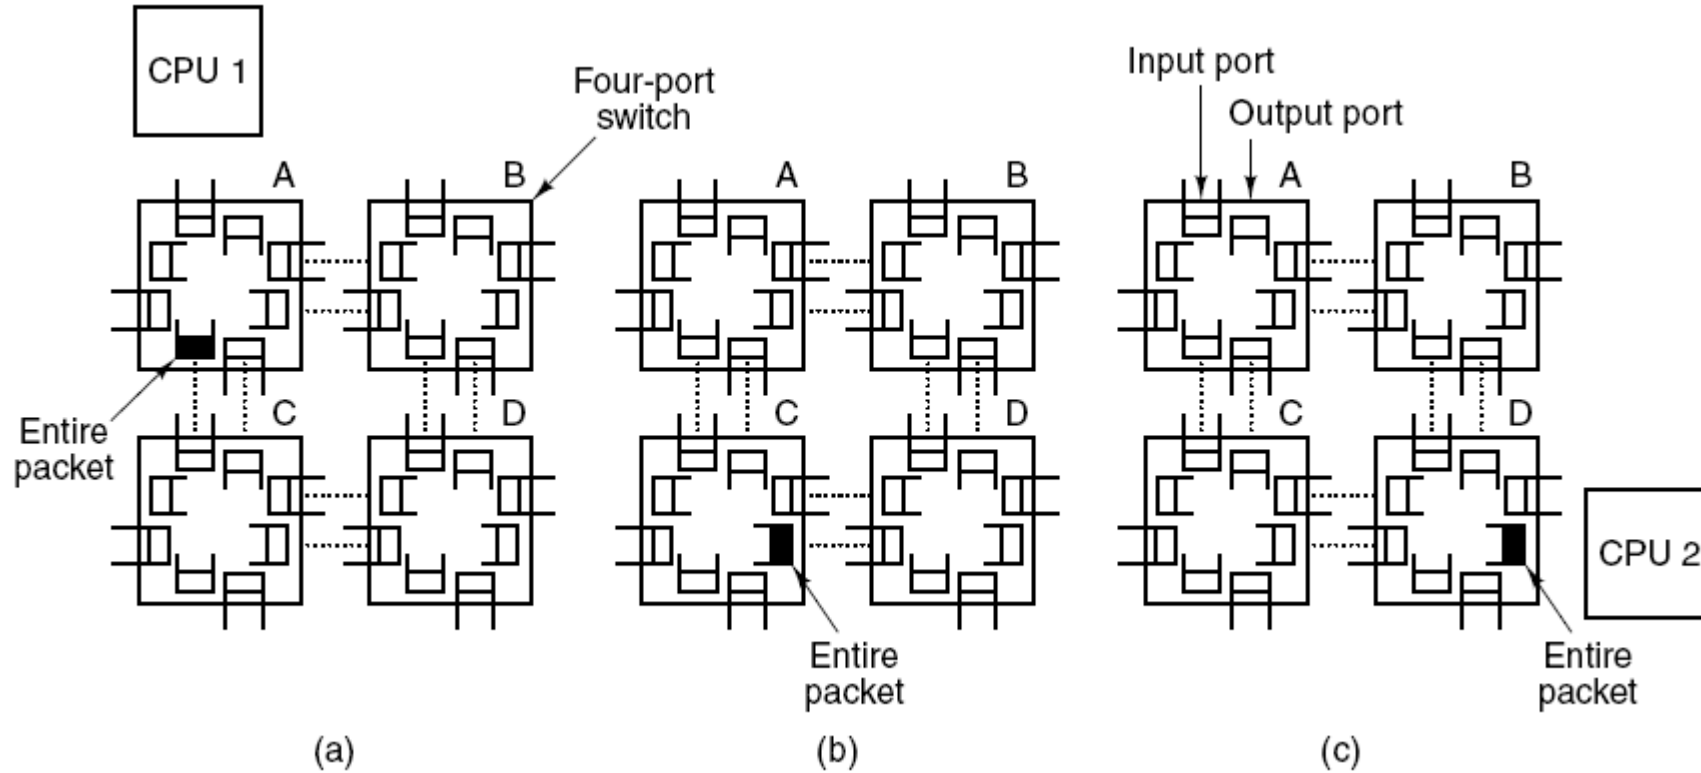 CPU 1
Four-port
switch
Input port
Output port
A
B
A
B
A
B
Entire
packet
C
D
C
D
C
D
CPU 2
Entire
packet
Entire
packet
(a)
(b)
(c)